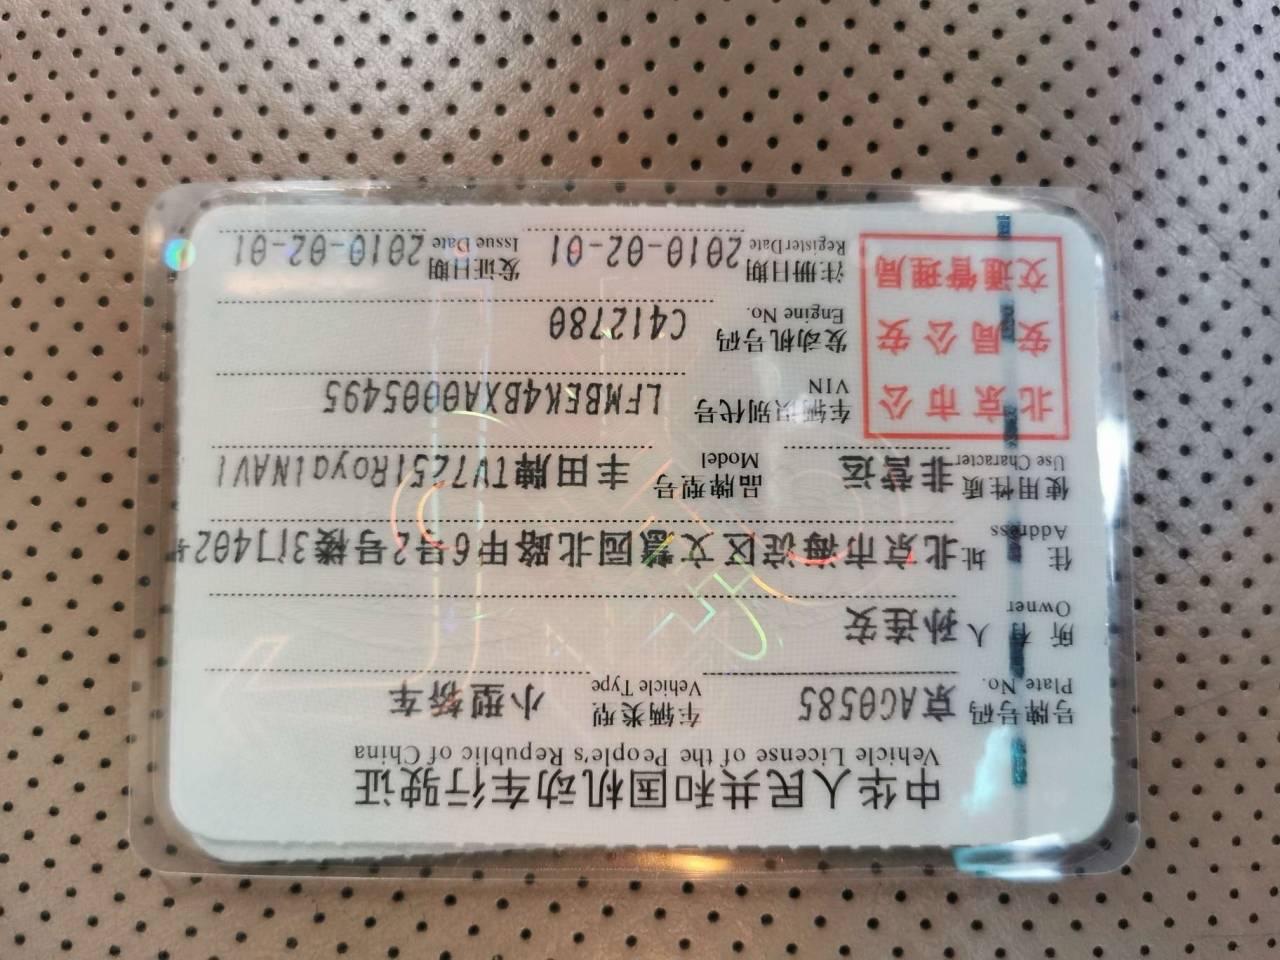 中华人民共和国机动车行驶证
Vehicle License of the People's Republic of China
号牌号码 京AG0585 车辆类型 小型轿车
Plate No. Vehicle Type
所有人 孙连安
Owner
住址 北京市海淀区文慧园北路甲6号2号楼3门402号
Address
使用性质 非营运 品牌型号 丰田牌TV7251RoyalNAVI
Use Character Model
北京市公
安局公安
交通管理局
车辆识别代号 LFMBEK4BXA0005495
VIN
发动机号码 C412780
Engine No.
注册日期 2010-02-01 发证日期 2010-02-01
Register Date Issue Date